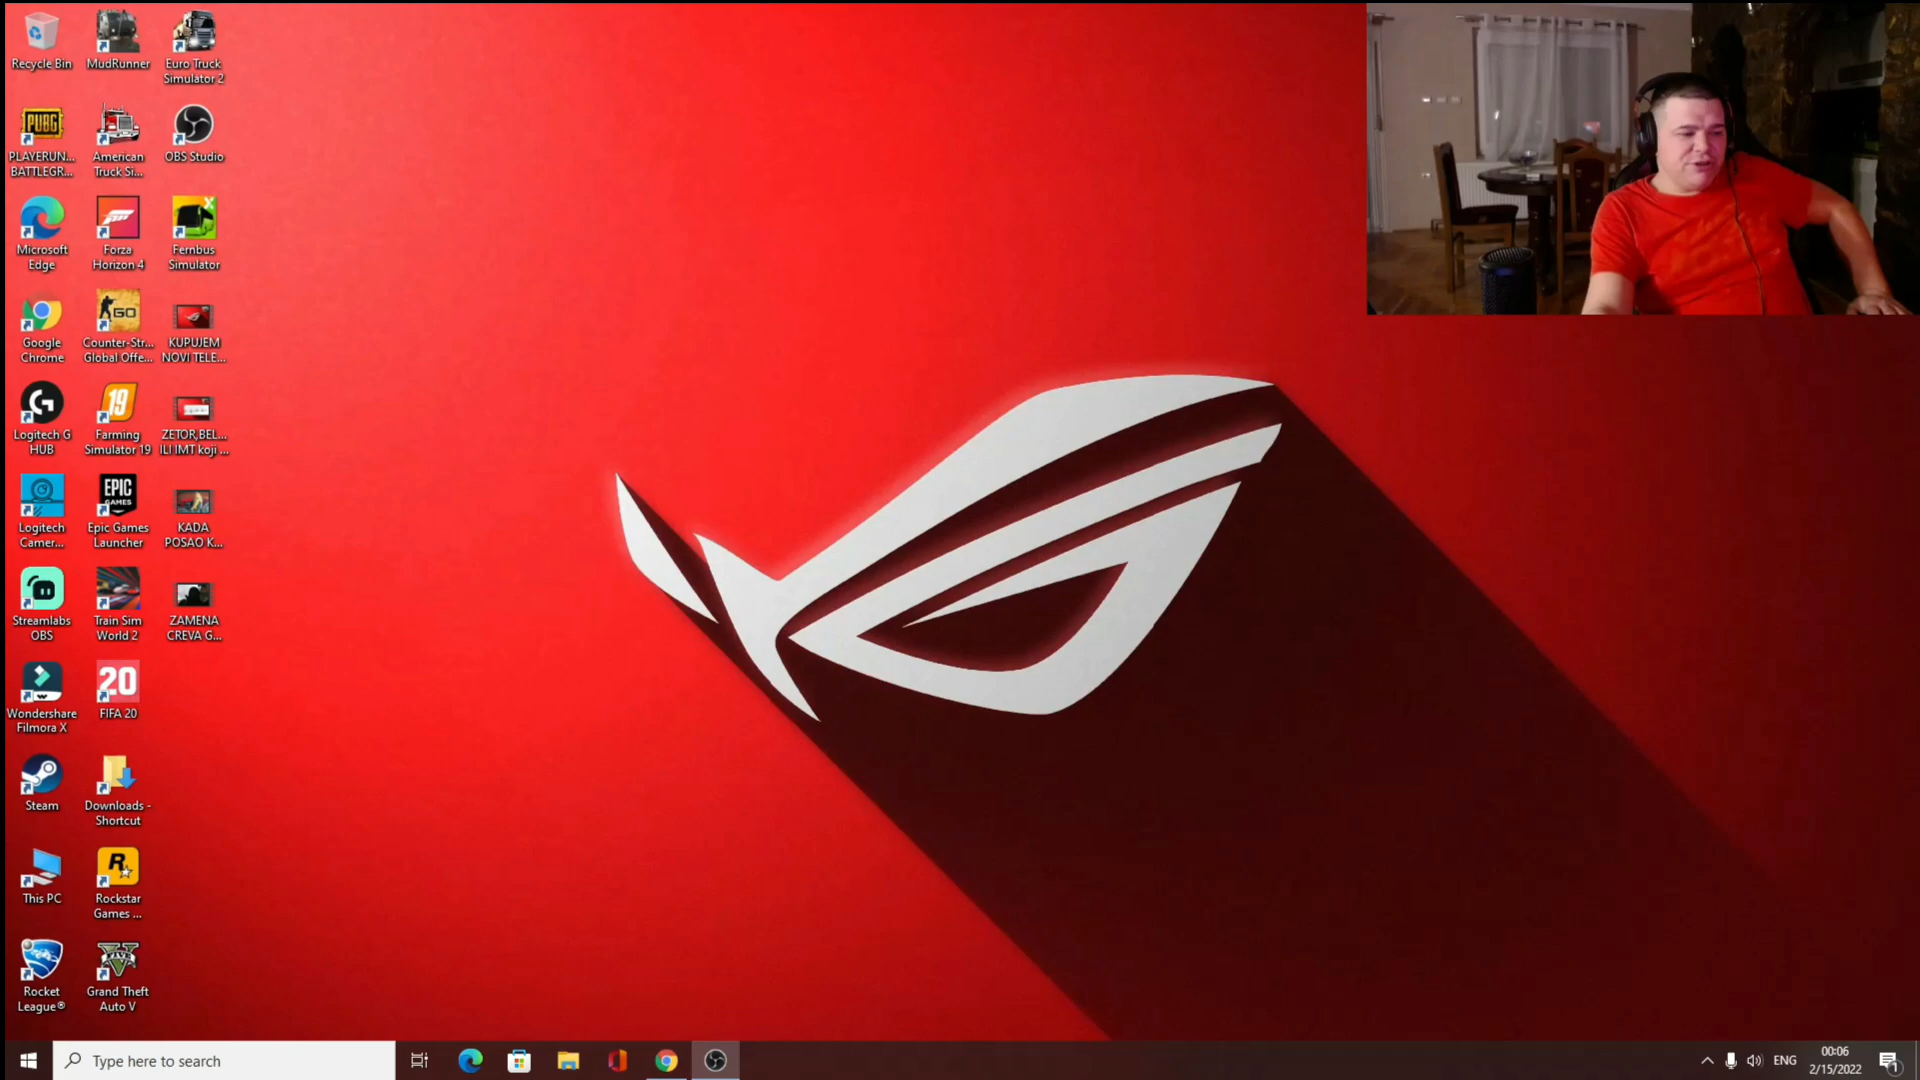 Recycle Bin
MudRunner
Euro Truck
Simulator 2
PUBG
PLAYERUN...
BATTLEGR...
American
Truck Si...
OBS Studio
Microsoft
Edge
Forza
Horizon 4
Fernbus
Simulator
Google
Chrome
GO
Counter-Str...
Global Offe...
KUPUJEM
NOVI TELE...
Logitech G
HUB
19
Farming
Simulator 19
ZETOR,BEL...
ILI IMT koji ...
Logitech
Camer...
EPIC
GAMES
Epic Games
Launcher
KADA
POSAO K...
Streamlabs
OBS
Train Sim
World 2
ZAMENA
CREVA G...
Wondershare
Filmora X
20
FIFA 20
Steam
Downloads -
Shortcut
This PC
R
Rockstar
Games ...
Rocket
League®
V
Grand Theft
Auto V
Type here to search
ENG
00:06
2/15/2022
1